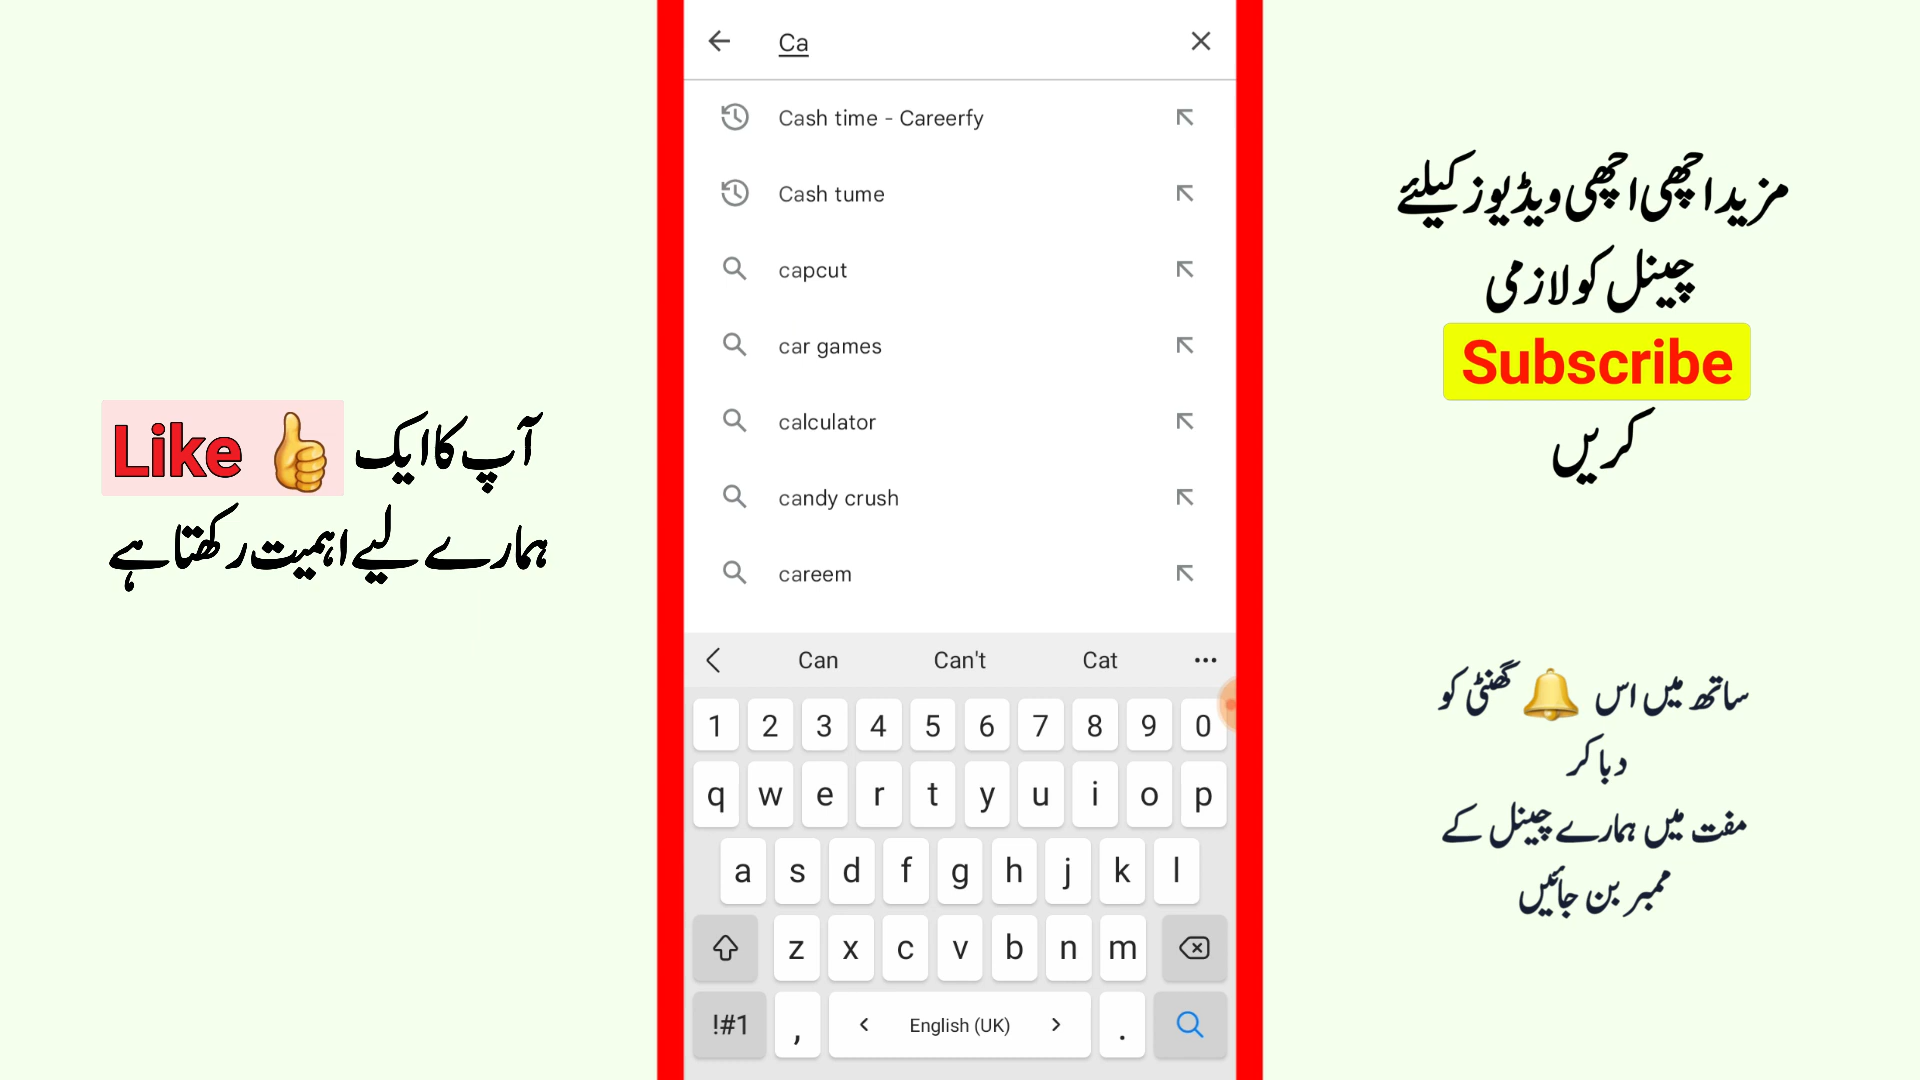 آپ کا ایک Like 👍
ہمارے لیے اہمیت رکھتا ہے
Ca
Cash time - Careerfy
Cash tume
capcut
car games
calculator
candy crush
careem
Can Can't Cat
1 2 3 4 5 6 7 8 9 0
q w e r t y u i o p
a s d f g h j k l
z x c v b n m
!#1 , English (UK) .
مزید اچھی اچھی ویڈیوز کیلئے
چینل کو لازمی
Subscribe
کریں
ساتھ میں اس 🔔 گھنٹی کو
دبا کر
مفت میں ہمارے چینل کے
ممبر بن جائیں